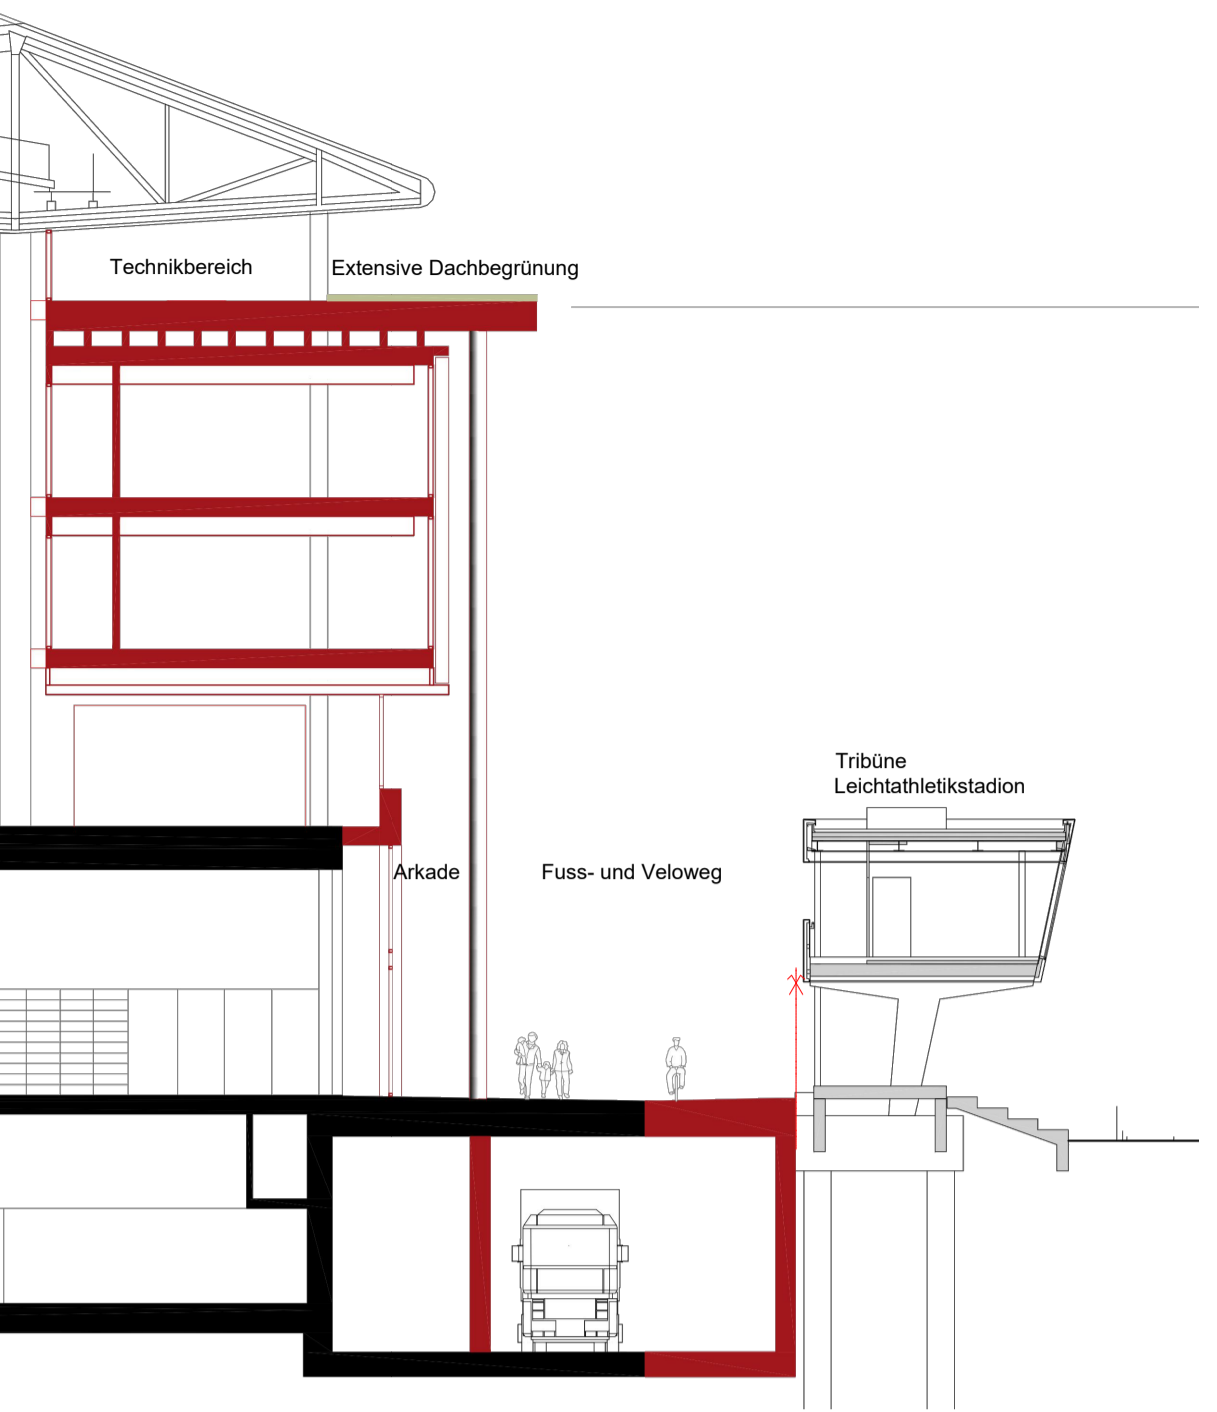 Technikbereich
Extensive Dachbegrünung
Tribüne
Leichtathletikstadion
Arkade
Fuss- und Veloweg